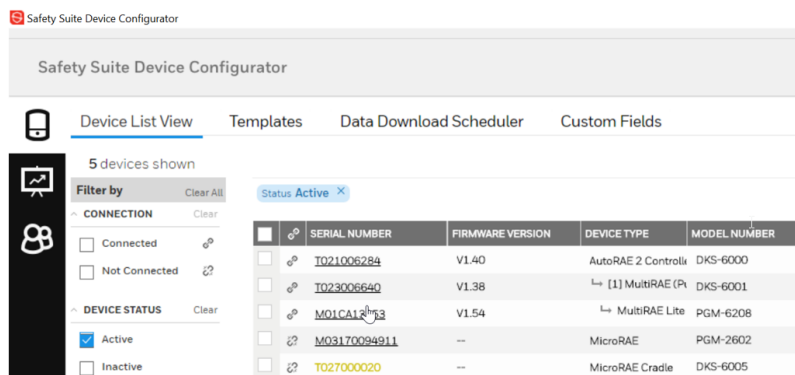 Safety Suite Device Configurator
Safety Suite Device Configurator
Device List View Templates Data Download Scheduler Custom Fields
5 devices shown
Filter by Clear All
Status Active ×
CONNECTION Clear
SERIAL NUMBER FIRMWARE VERSION DEVICE TYPE MODEL NUMBER
Connected
T021006284 V1.40 AutoRAE 2 Controlle DKS-6000
Not Connected
T023006640 V1.38 [1] MultiRAE (Pu DKS-6001
DEVICE STATUS Clear
V1.54 MultiRAE Lite PGM-6208
Active
M03170094911 -- MicroRAE PGM-2602
Inactive
T027000020 -- MicroRAE Cradle DKS-6005